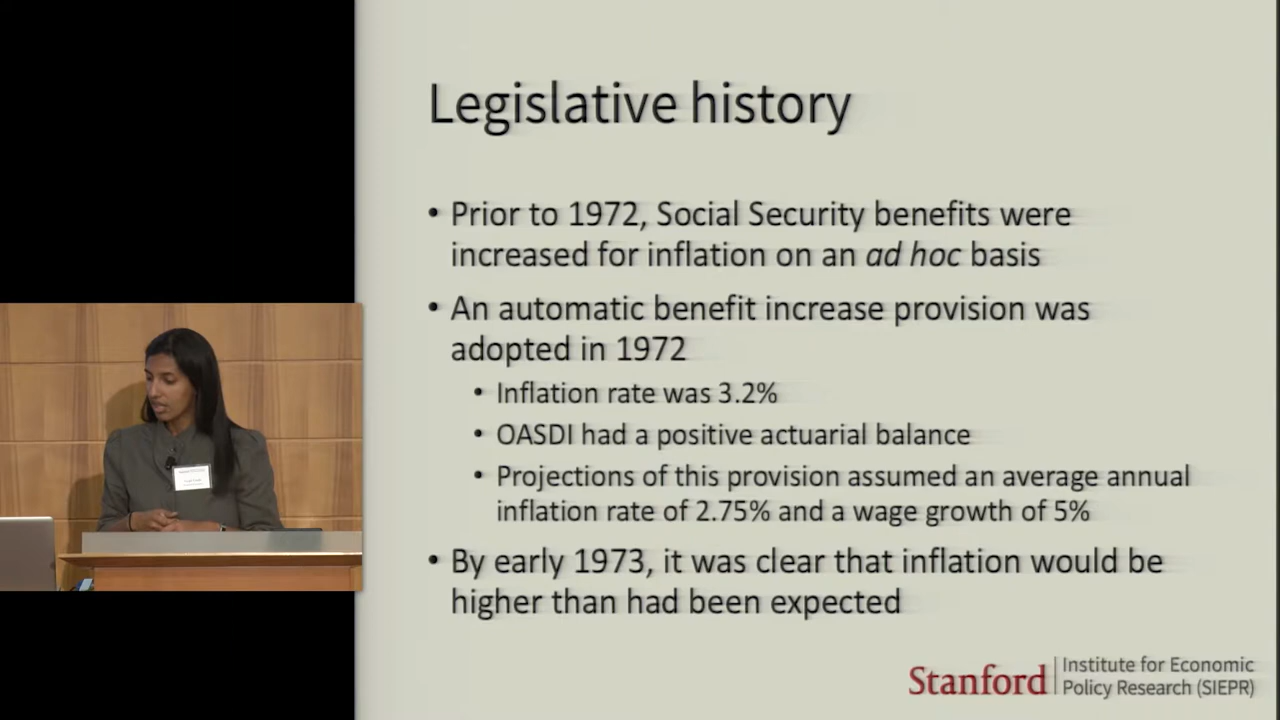 Legislative history
• Prior to 1972, Social Security benefits were
increased for inflation on an ad hoc basis
• An automatic benefit increase provision was
adopted in 1972
• Inflation rate was 3.2%
• OASDI had a positive actuarial balance
• Projections of this provision assumed an average annual
inflation rate of 2.75% and a wage growth of 5%
• By early 1973, it was clear that inflation would be
higher than had been expected
Stanford
Institute for Economic
Policy Research (SIEPR)